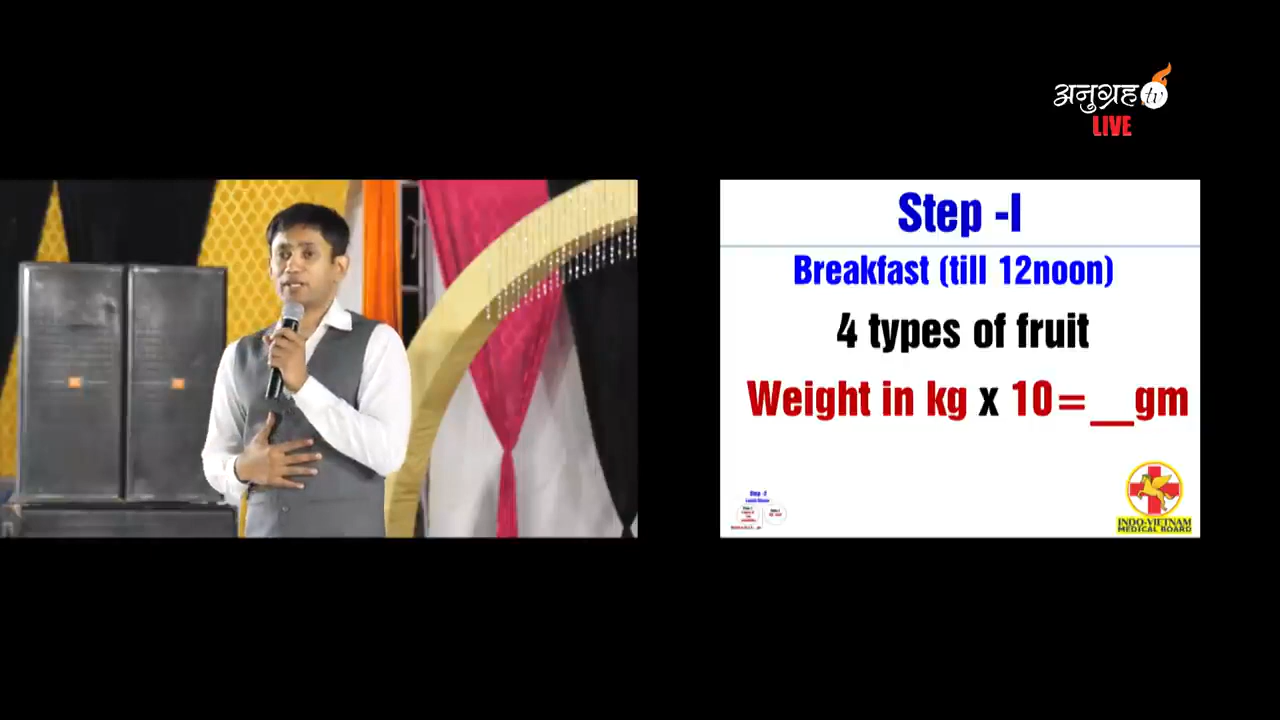 अनुग्रह tv
LIVE
Step -I
Breakfast (till 12noon)
4 types of fruit
Weight in kg x 10=__gm
INDO-VIETNAM
MEDICAL BOARD